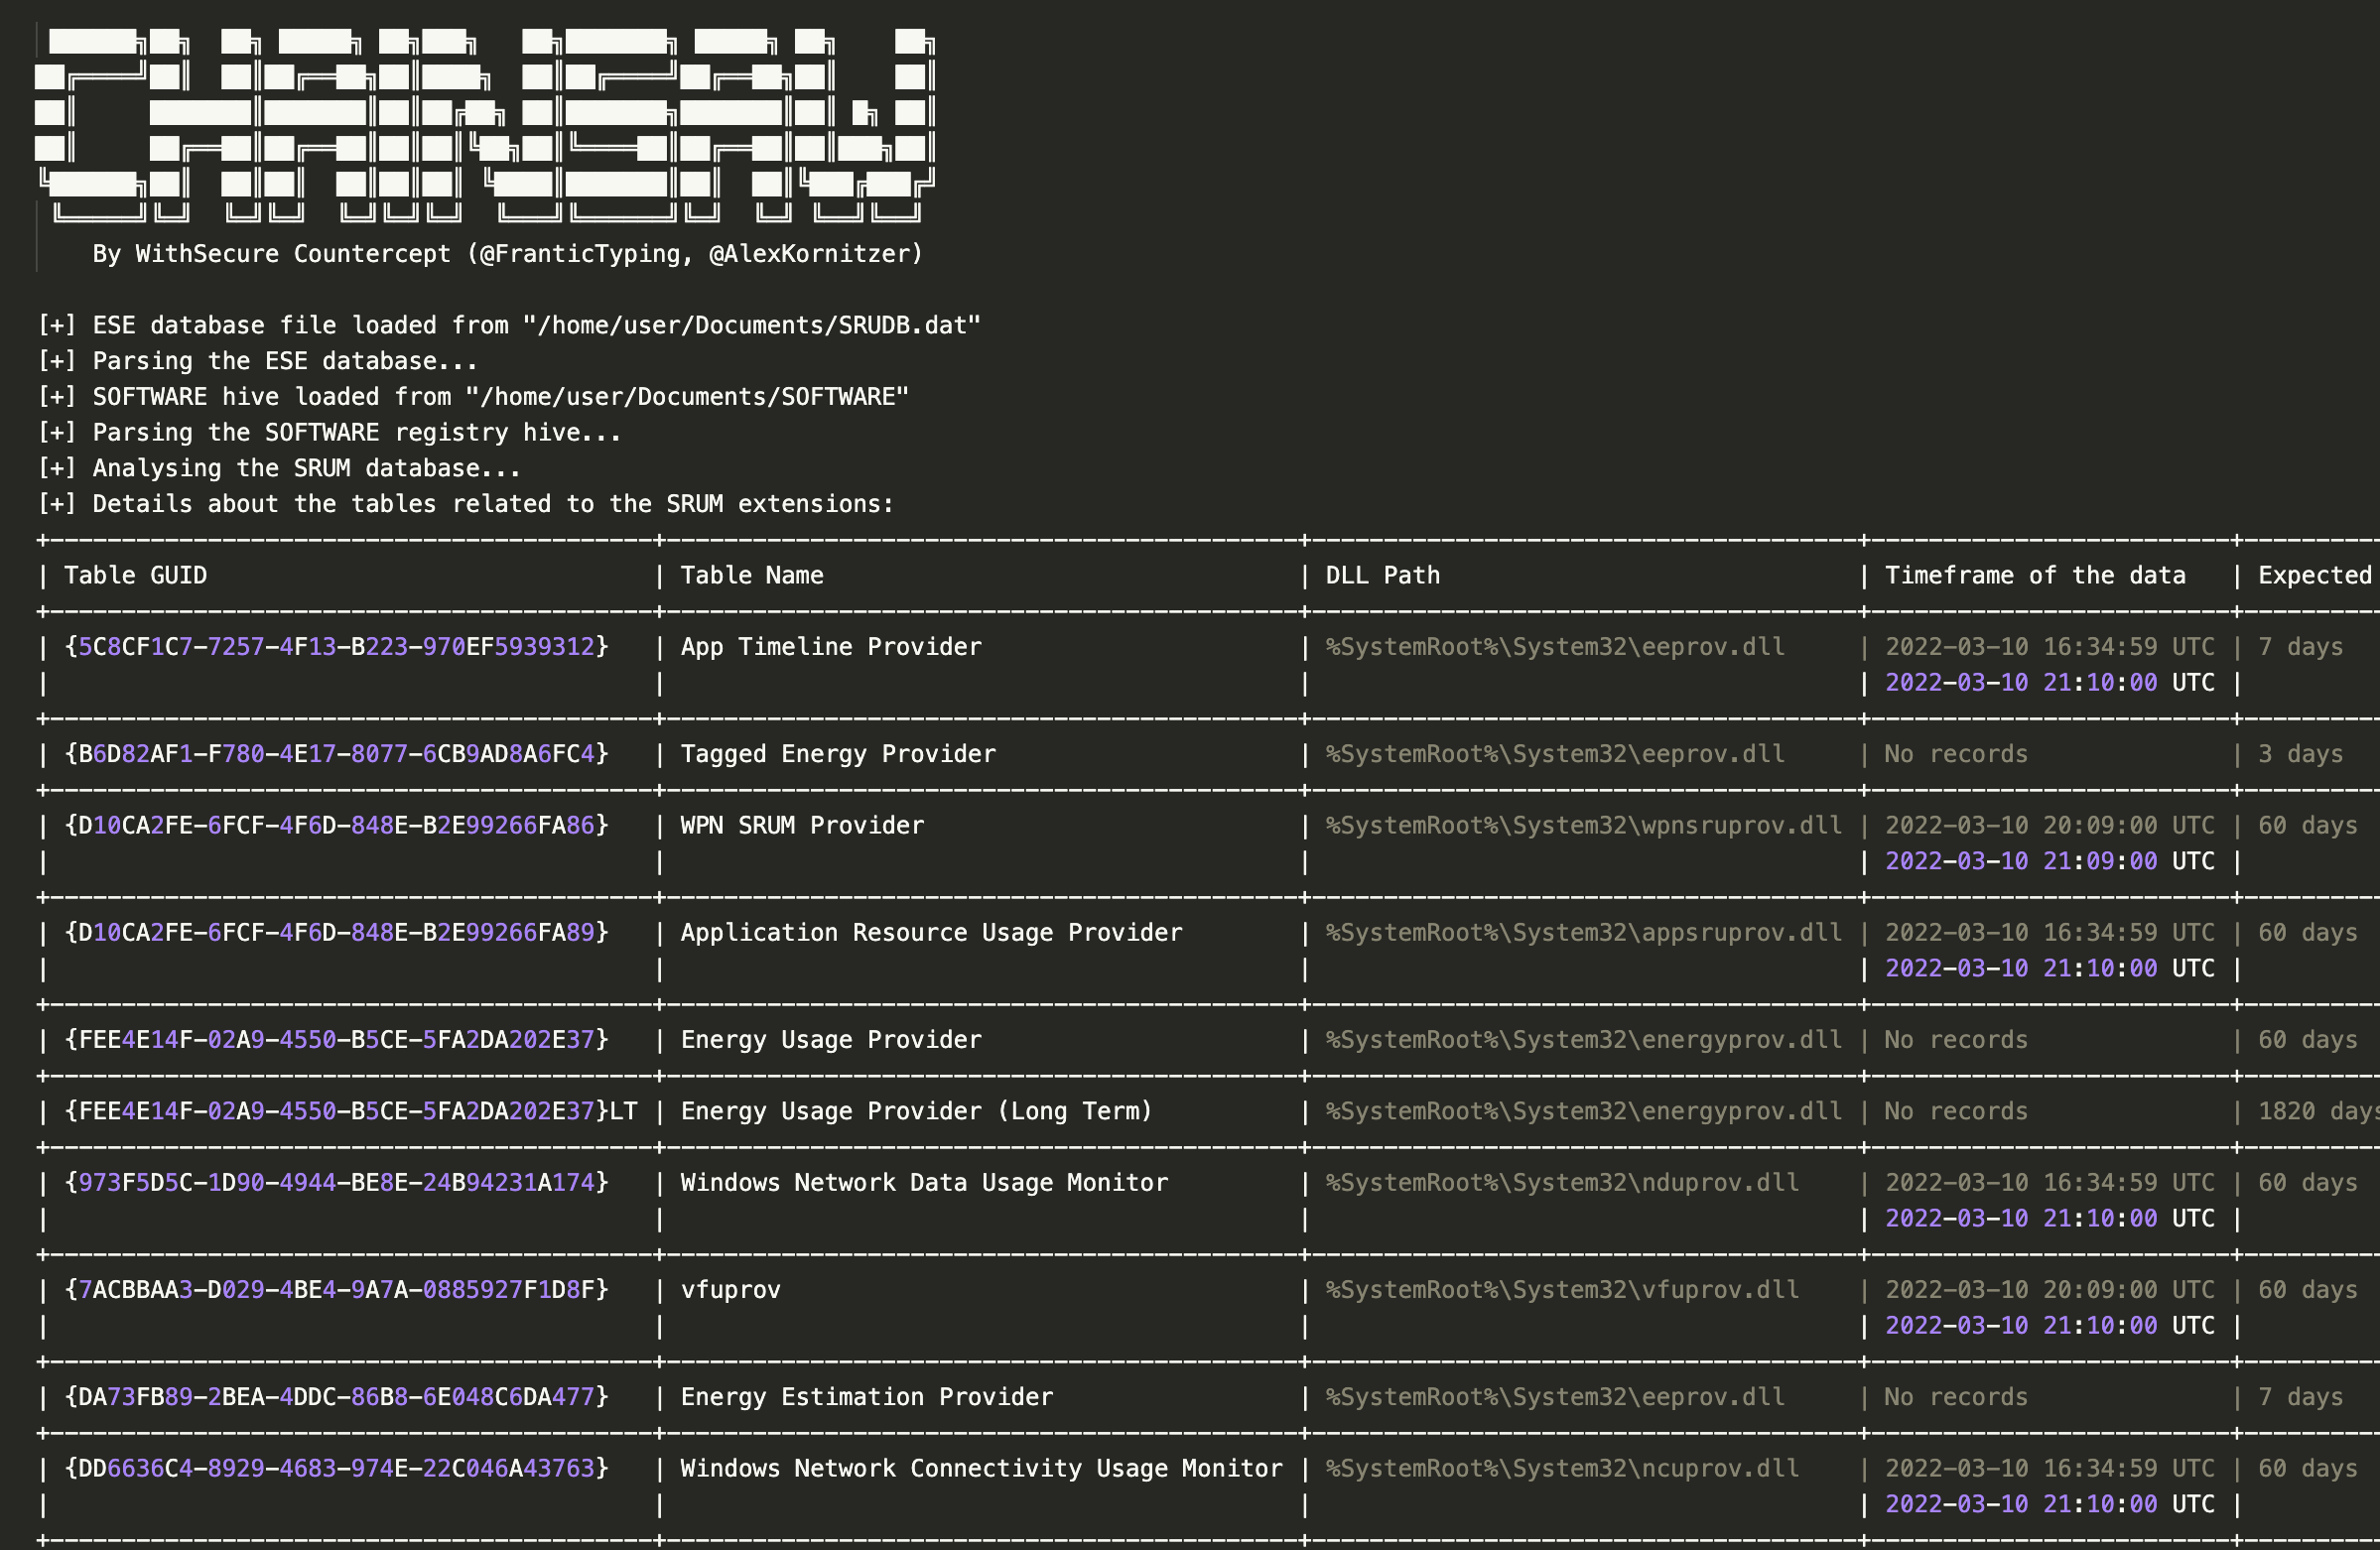 CHAINSAW
By WithSecure Countercept (@FranticTyping, @AlexKornitzer)
[+] ESE database file loaded from "/home/user/Documents/SRUDB.dat"
[+] Parsing the ESE database...
[+] SOFTWARE hive loaded from "/home/user/Documents/SOFTWARE"
[+] Parsing the SOFTWARE registry hive...
[+] Analysing the SRUM database...
[+] Details about the tables related to the SRUM extensions:
| Table GUID | Table Name | DLL Path | Timeframe of the data | Expected
| {5C8CF1C7-7257-4F13-B223-970EF5939312} | App Timeline Provider | %SystemRoot%\System32\eeprov.dll | 2022-03-10 16:34:59 UTC | 7 days
| | | | 2022-03-10 21:10:00 UTC |
| {B6D82AF1-F780-4E17-8077-6CB9AD8A6FC4} | Tagged Energy Provider | %SystemRoot%\System32\eeprov.dll | No records | 3 days
| {D10CA2FE-6FCF-4F6D-848E-B2E99266FA86} | WPN SRUM Provider | %SystemRoot%\System32\wpnsruprov.dll | 2022-03-10 20:09:00 UTC | 60 days
| | | | 2022-03-10 21:09:00 UTC |
| {D10CA2FE-6FCF-4F6D-848E-B2E99266FA89} | Application Resource Usage Provider | %SystemRoot%\System32\appsruprov.dll | 2022-03-10 16:34:59 UTC | 60 days
| | | | 2022-03-10 21:10:00 UTC |
| {FEE4E14F-02A9-4550-B5CE-5FA2DA202E37} | Energy Usage Provider | %SystemRoot%\System32\energyprov.dll | No records | 60 days
| {FEE4E14F-02A9-4550-B5CE-5FA2DA202E37}LT | Energy Usage Provider (Long Term) | %SystemRoot%\System32\energyprov.dll | No records | 1820 days
| {973F5D5C-1D90-4944-BE8E-24B94231A174} | Windows Network Data Usage Monitor | %SystemRoot%\System32\nduprov.dll | 2022-03-10 16:34:59 UTC | 60 days
| | | | 2022-03-10 21:10:00 UTC |
| {7ACBBAA3-D029-4BE4-9A7A-0885927F1D8F} | vfuprov | %SystemRoot%\System32\vfuprov.dll | 2022-03-10 20:09:00 UTC | 60 days
| | | | 2022-03-10 21:10:00 UTC |
| {DA73FB89-2BEA-4DDC-86B8-6E048C6DA477} | Energy Estimation Provider | %SystemRoot%\System32\eeprov.dll | No records | 7 days
| {DD6636C4-8929-4683-974E-22C046A43763} | Windows Network Connectivity Usage Monitor | %SystemRoot%\System32\ncuprov.dll | 2022-03-10 16:34:59 UTC | 60 days
| | | | 2022-03-10 21:10:00 UTC |